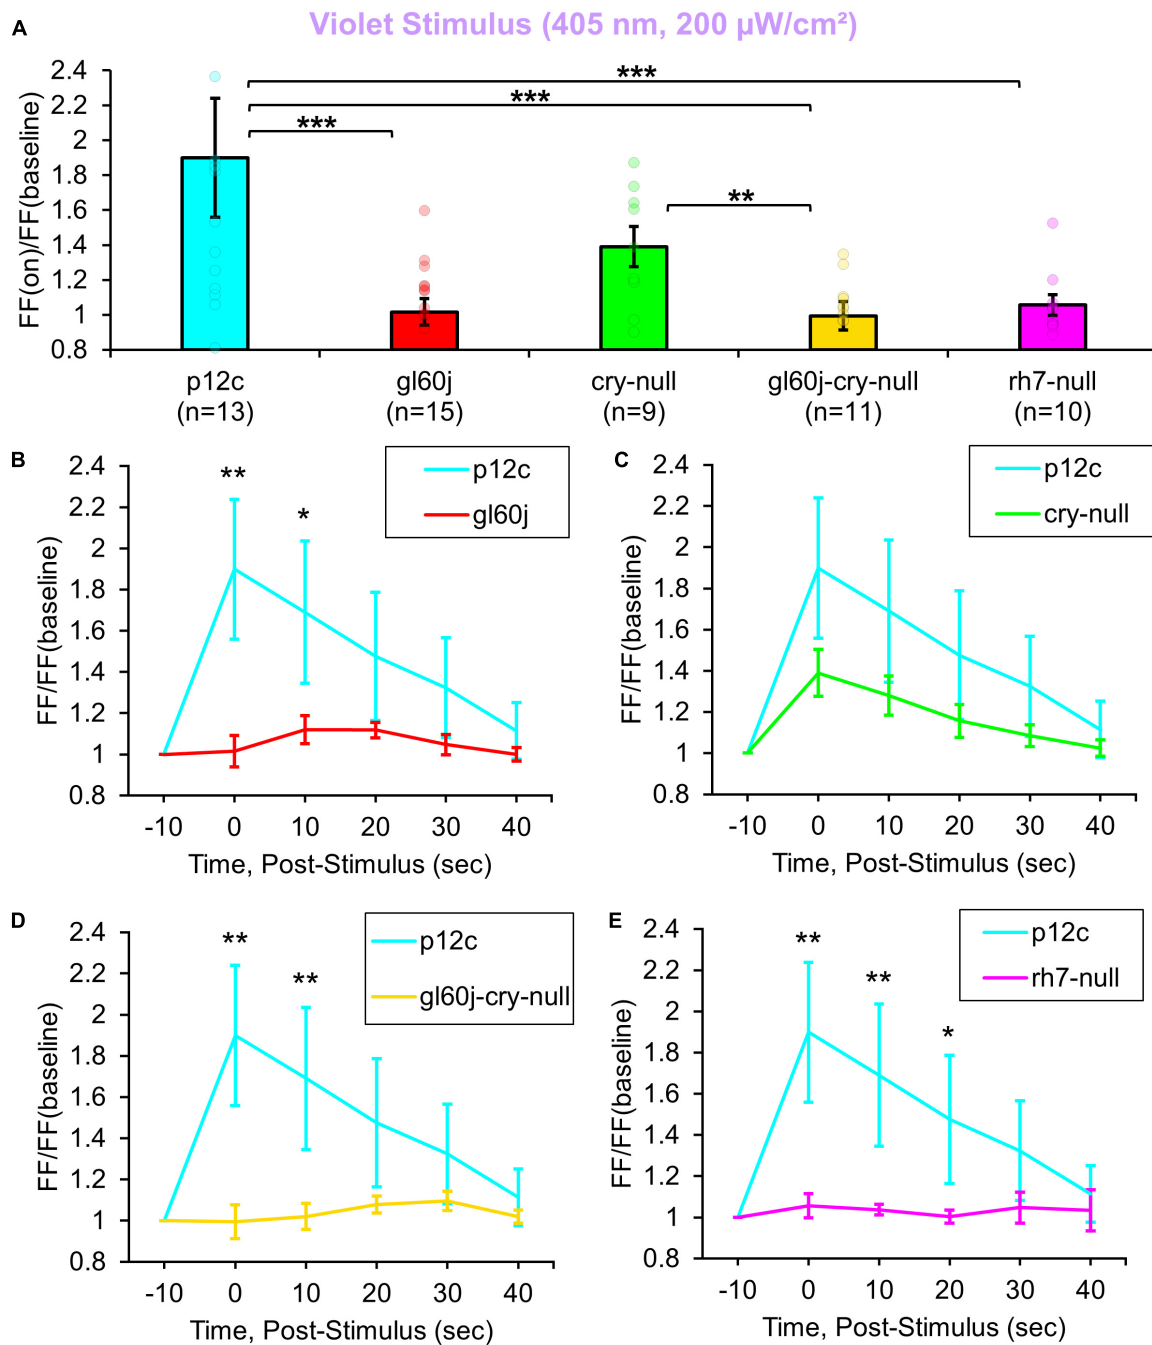 A
Violet Stimulus (405 nm, 200 µW/cm²)
FF(on)/FF(baseline)
2.4
2.2
2
1.8
1.6
1.4
1.2
1
0.8
***
***
***
**
p12c
(n=13)
gl60j
(n=15)
cry-null
(n=9)
gl60j-cry-null
(n=11)
rh7-null
(n=10)
B
FF/FF(baseline)
2.4
2.2
2
1.8
1.6
1.4
1.2
1
0.8
**
*
p12c
gl60j
-10 0 10 20 30 40
Time, Post-Stimulus (sec)
C
FF/FF(baseline)
2.4
2.2
2
1.8
1.6
1.4
1.2
1
0.8
p12c
cry-null
-10 0 10 20 30 40
Time, Post-Stimulus (sec)
D
FF/FF(baseline)
2.4
2.2
2
1.8
1.6
1.4
1.2
1
0.8
**
**
p12c
gl60j-cry-null
-10 0 10 20 30 40
Time, Post-Stimulus (sec)
E
FF/FF(baseline)
2.4
2.2
2
1.8
1.6
1.4
1.2
1
0.8
**
**
*
p12c
rh7-null
-10 0 10 20 30 40
Time, Post-Stimulus (sec)